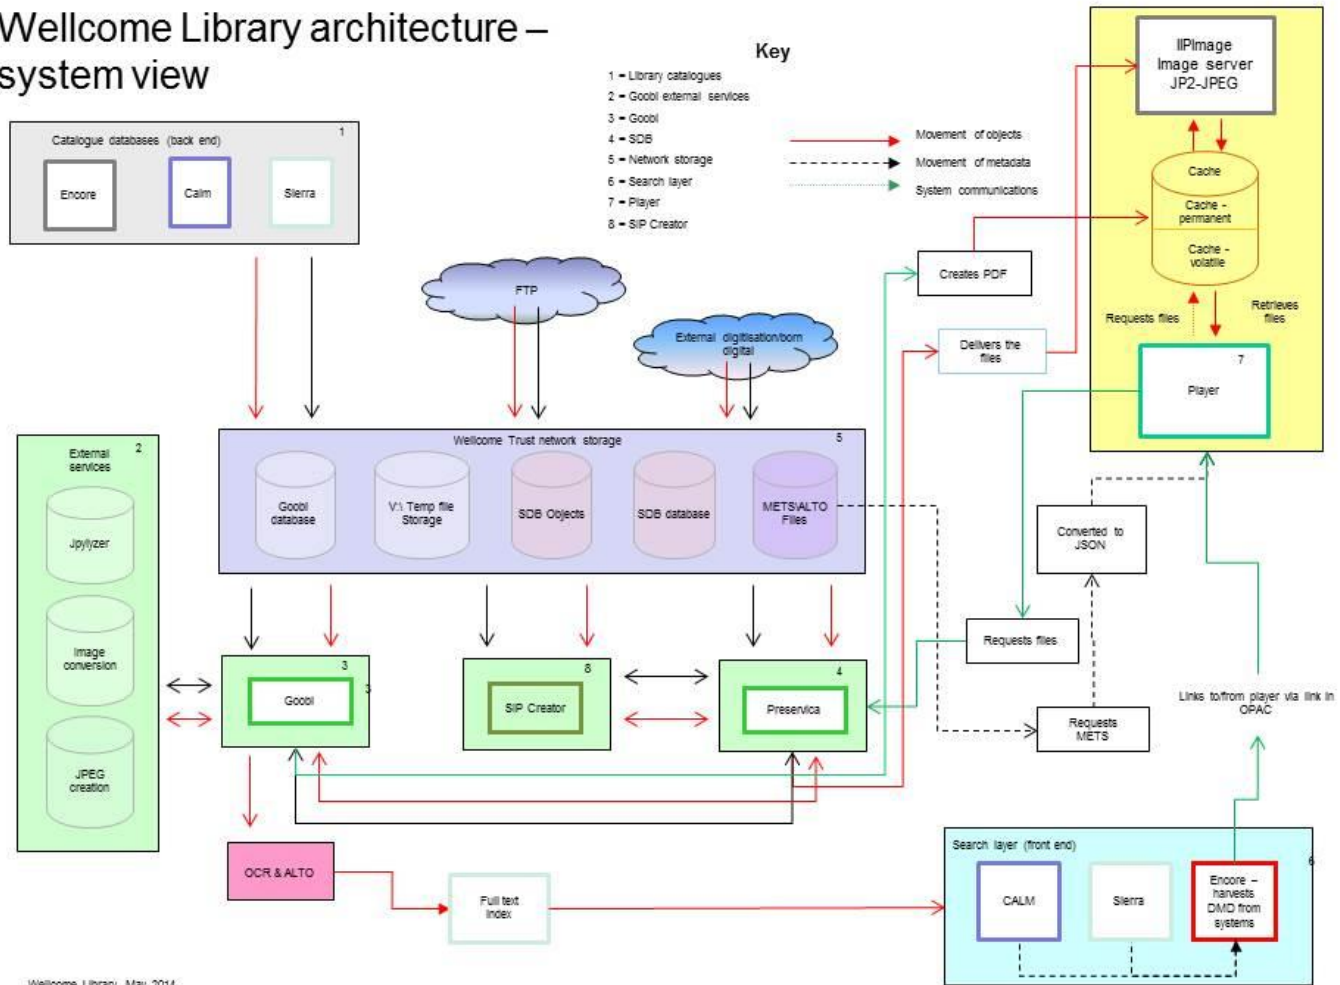 Wellcome Library architecture –
system view
Key
1 = Library catalogues
2 = Goobi external services
3 = Goobi
4 = SDB
5 = Network storage
6 = Search layer
7 = Player
8 = SIP Creator
Movement of objects
Movement of metadata
System communications
IIPImage
Image server
JP2-JPEG
Cache
Cache -
permanent
Cache -
volatile
Requests files
Retrieves
files
7
Player
Catalogue databases (back end)
1
Encore
Calm
Sierra
FTP
External digitisation/born
digital
Creates PDF
Delivers the
files
External
services
2
Jpylyzer
Image
conversion
JPEG
creation
Wellcome Trust network storage
5
Goobi
database
V:\ Temp file
Storage
SDB Objects
SDB database
METS\ALTO
Files
Converted to
JSON
Requests files
Requests
METS
Links to/from player via link in
OPAC
3
Goobi
3
8
SIP Creator
4
Preservica
OCR & ALTO
Full text
Index
Search layer (front end)
6
CALM
Sierra
Encore –
harvests
DMD from
systems
Wellcome Library, May 2014